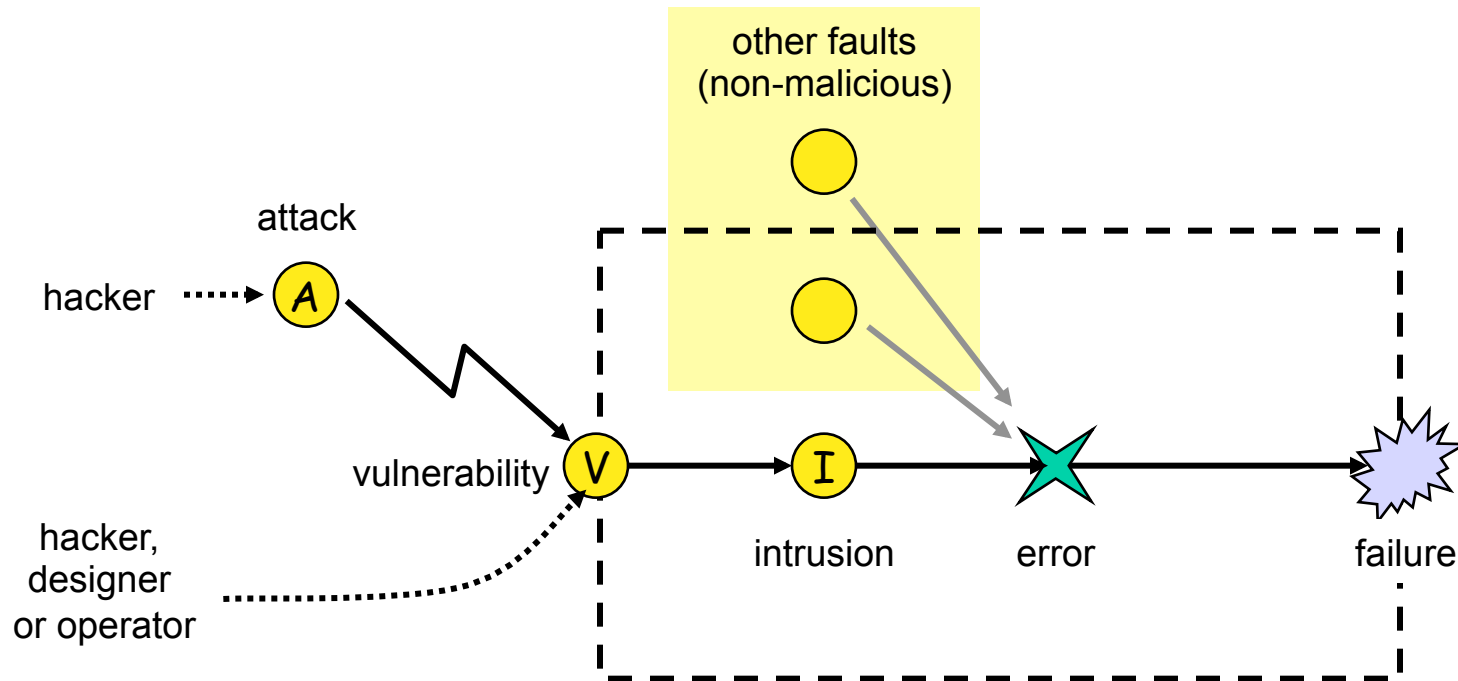 other faults
(non-malicious)
attack
hacker
A
vulnerability
V
I
hacker,
designer
or operator
intrusion
error
failure